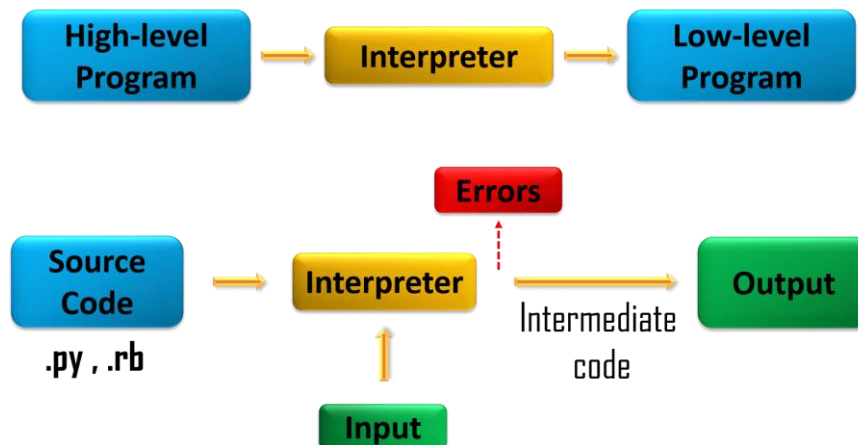 High-level
Program
Interpreter
Low-level
Program
Errors
Source
Code
Interpreter
Output
Intermediate
code
.py , .rb
Input